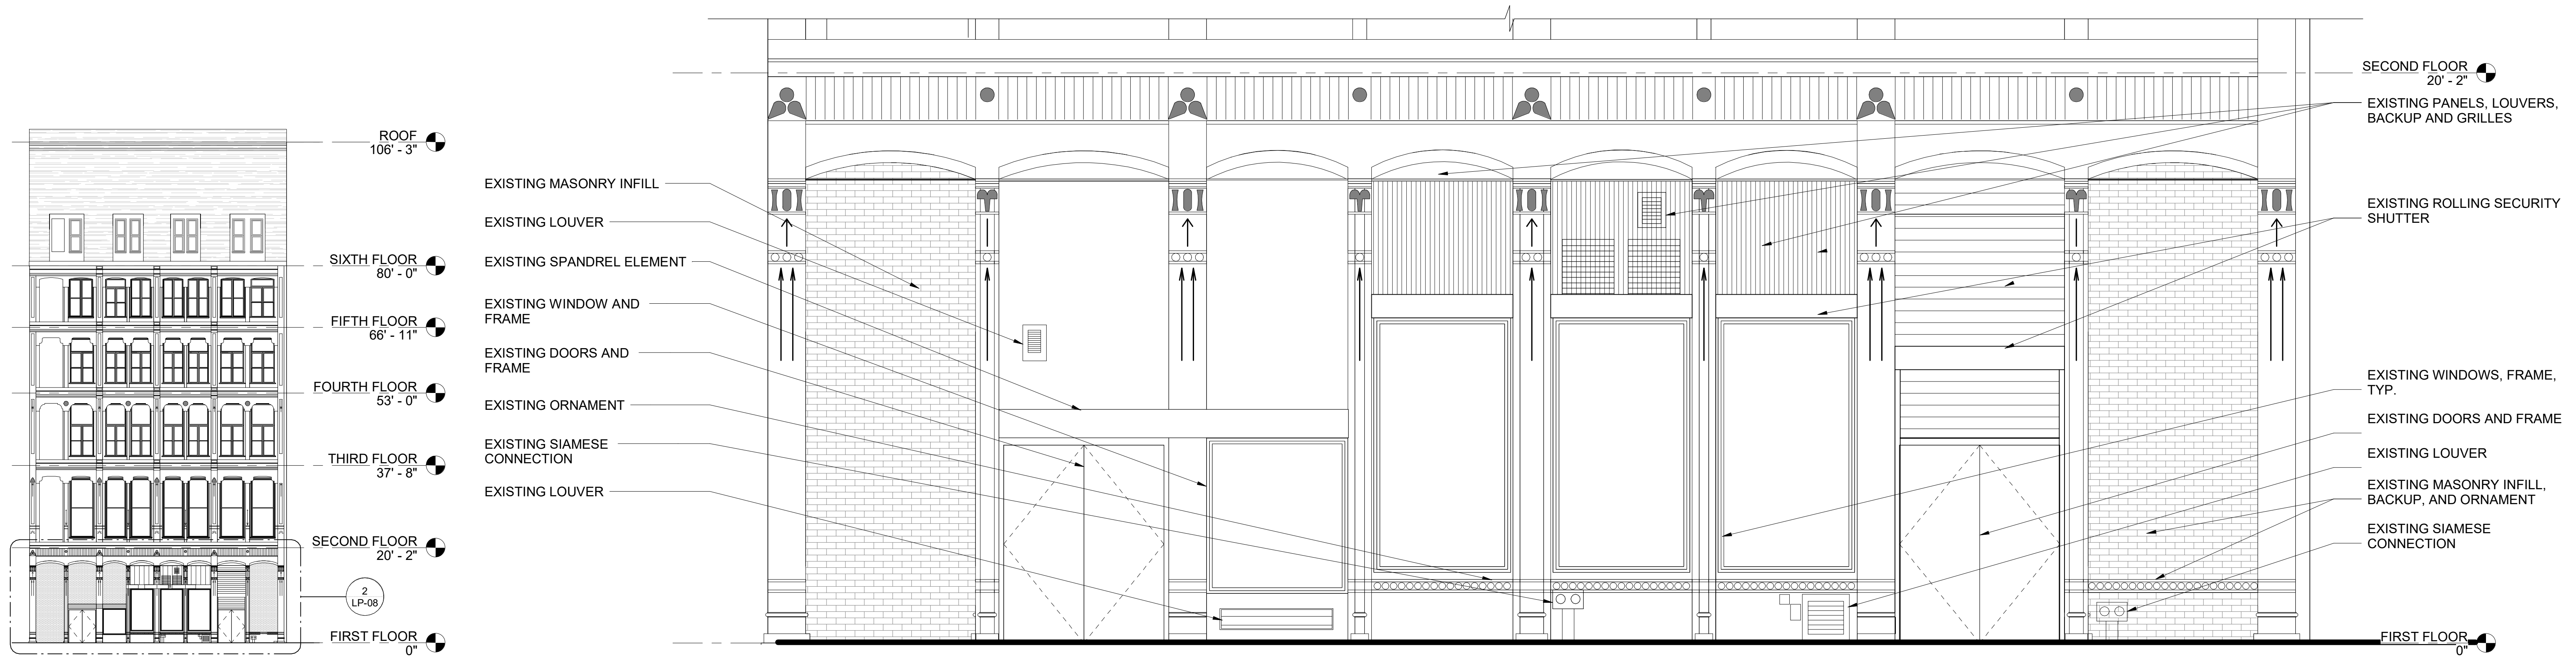 ROOF
106' - 3"
SIXTH FLOOR
80' - 0"
FIFTH FLOOR
66' - 11"
FOURTH FLOOR
53' - 0"
THIRD FLOOR
37' - 8"
SECOND FLOOR
20' - 2"
2
LP-08
FIRST FLOOR
0"
EXISTING MASONRY INFILL
EXISTING LOUVER
EXISTING SPANDREL ELEMENT
EXISTING WINDOW AND
FRAME
EXISTING DOORS AND
FRAME
EXISTING ORNAMENT
EXISTING SIAMESE
CONNECTION
EXISTING LOUVER
SECOND FLOOR
20' - 2"
EXISTING PANELS, LOUVERS,
BACKUP AND GRILLES
EXISTING ROLLING SECURITY
SHUTTER
EXISTING WINDOWS, FRAME,
TYP.
EXISTING DOORS AND FRAME
EXISTING LOUVER
EXISTING MASONRY INFILL,
BACKUP, AND ORNAMENT
EXISTING SIAMESE
CONNECTION
FIRST FLOOR
0"